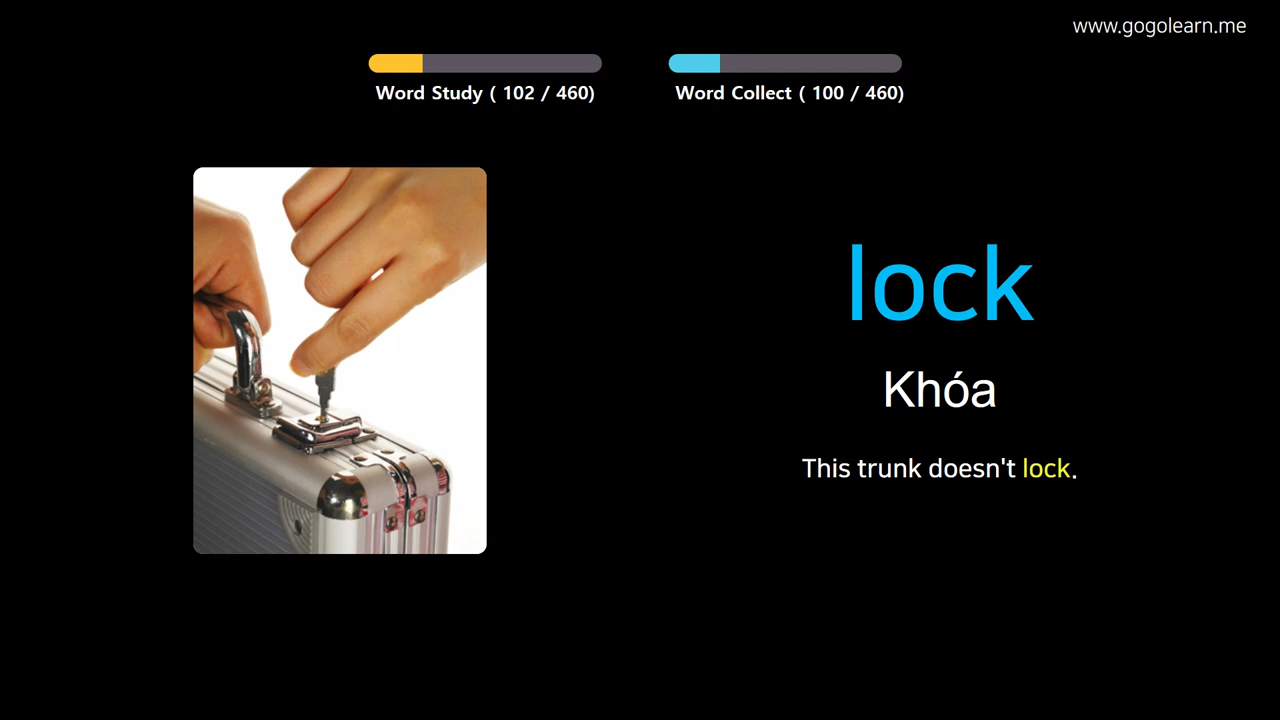 www.gogolearn.me
Word Study ( 102 / 460)
Word Collect ( 100 / 460)
lock
Khóa
This trunk doesn't lock.